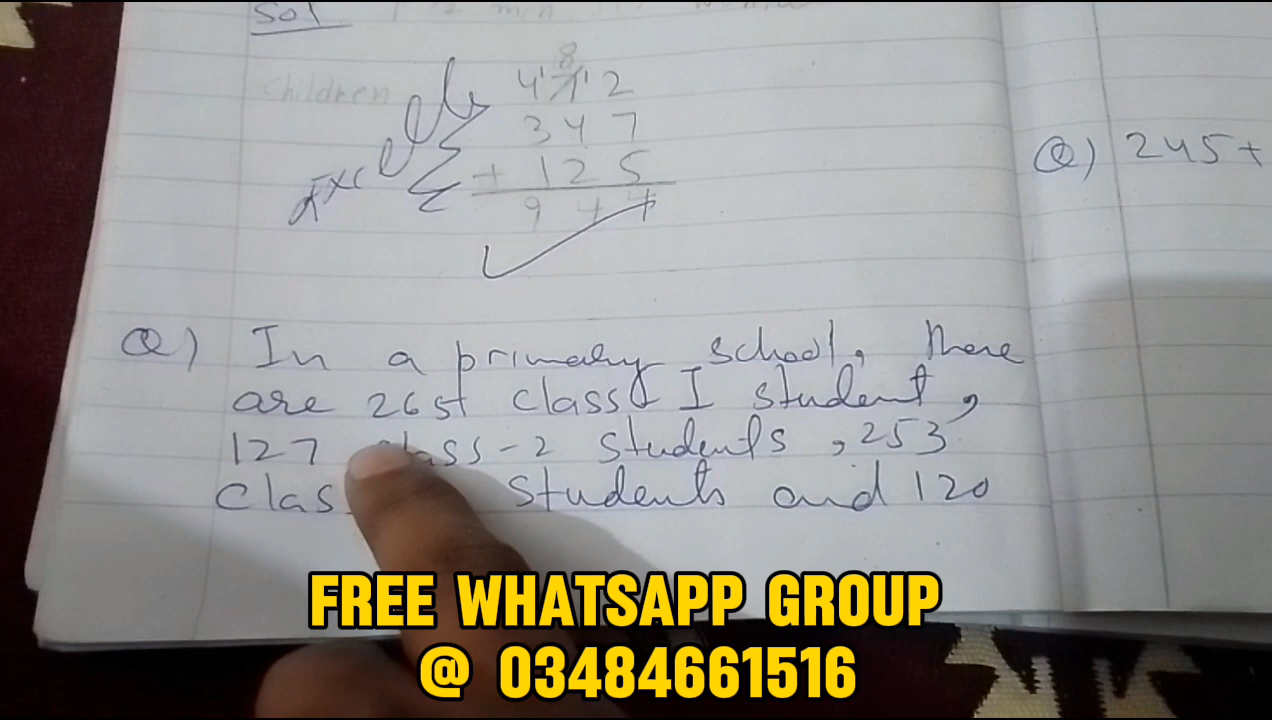 Sol
Children
8
4 1 2
3 4 7
+ 1 2 5
9 4 4
Q) 245+
Q) In a primary school, there
are 265 class I student,
127 class-2 students, 253
Clas students and 120
FREE WHATSAPP GROUP
@ 03484661516